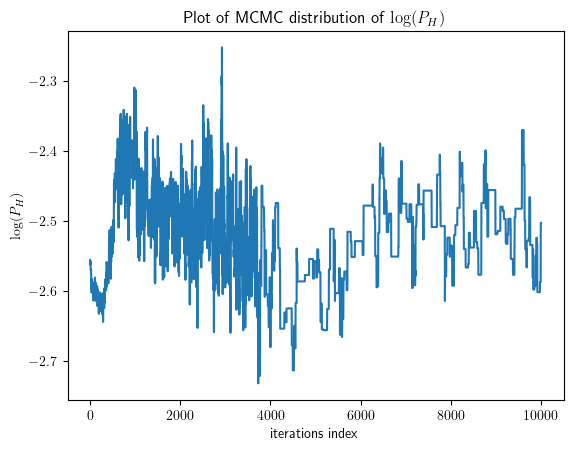 Plot of MCMC distribution of log(P_H)
log(P_H)
−2.3
−2.4
−2.5
−2.6
−2.7
0 2000 4000 6000 8000 10000
iterations index